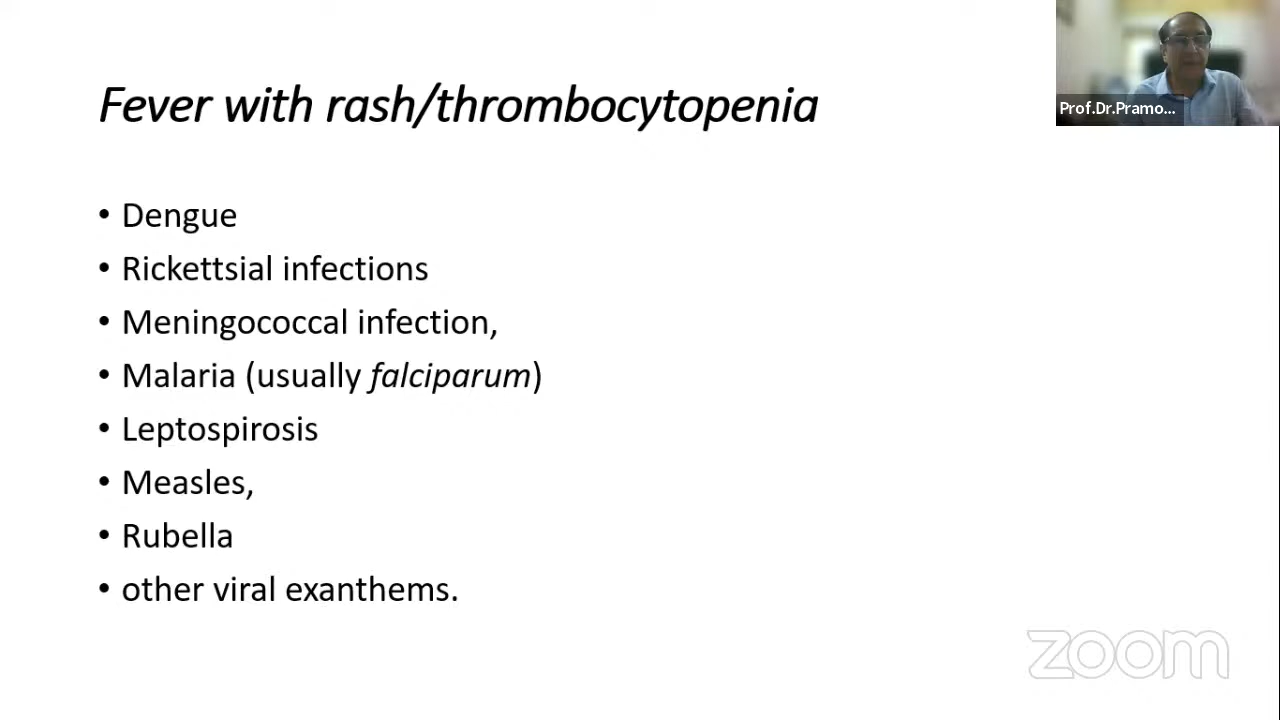 Prof.Dr.Pramo...
Fever with rash/thrombocytopenia
• Dengue
• Rickettsial infections
• Meningococcal infection,
• Malaria (usually falciparum)
• Leptospirosis
• Measles,
• Rubella
• other viral exanthems.
zoom